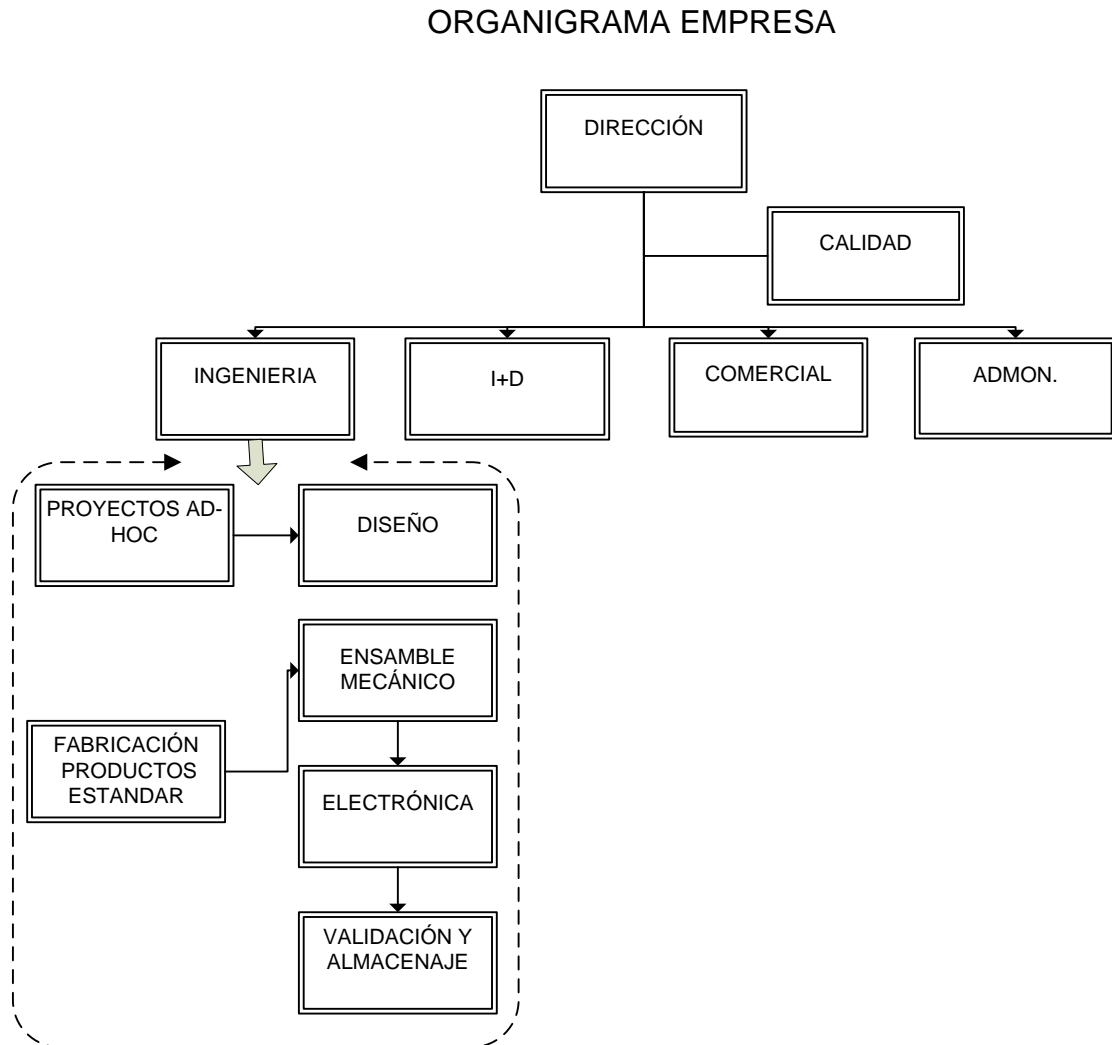 ORGANIGRAMA EMPRESA
DIRECCIÓN
CALIDAD
INGENIERIA
I+D
COMERCIAL
ADMON.
PROYECTOS AD-
HOC
DISEÑO
ENSAMBLE
MECÁNICO
FABRICACIÓN
PRODUCTOS
ESTANDAR
ELECTRÓNICA
VALIDACIÓN Y
ALMACENAJE